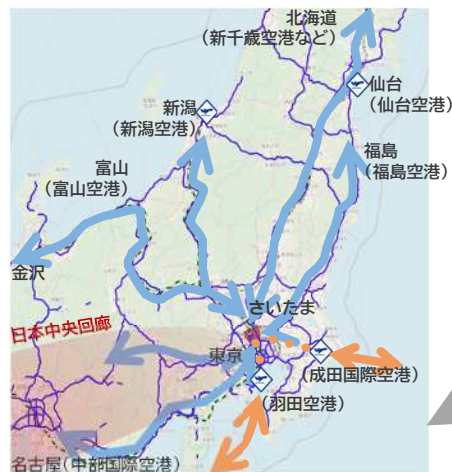 北海道
(新千歳空港など)
仙台
(仙台空港)
新潟
(新潟空港)
福島
(福島空港)
富山
(富山空港)
金沢
さいたま
日本中央回廊
東京
成田国際空港
(羽田空港)
名古屋(中部国際空港)